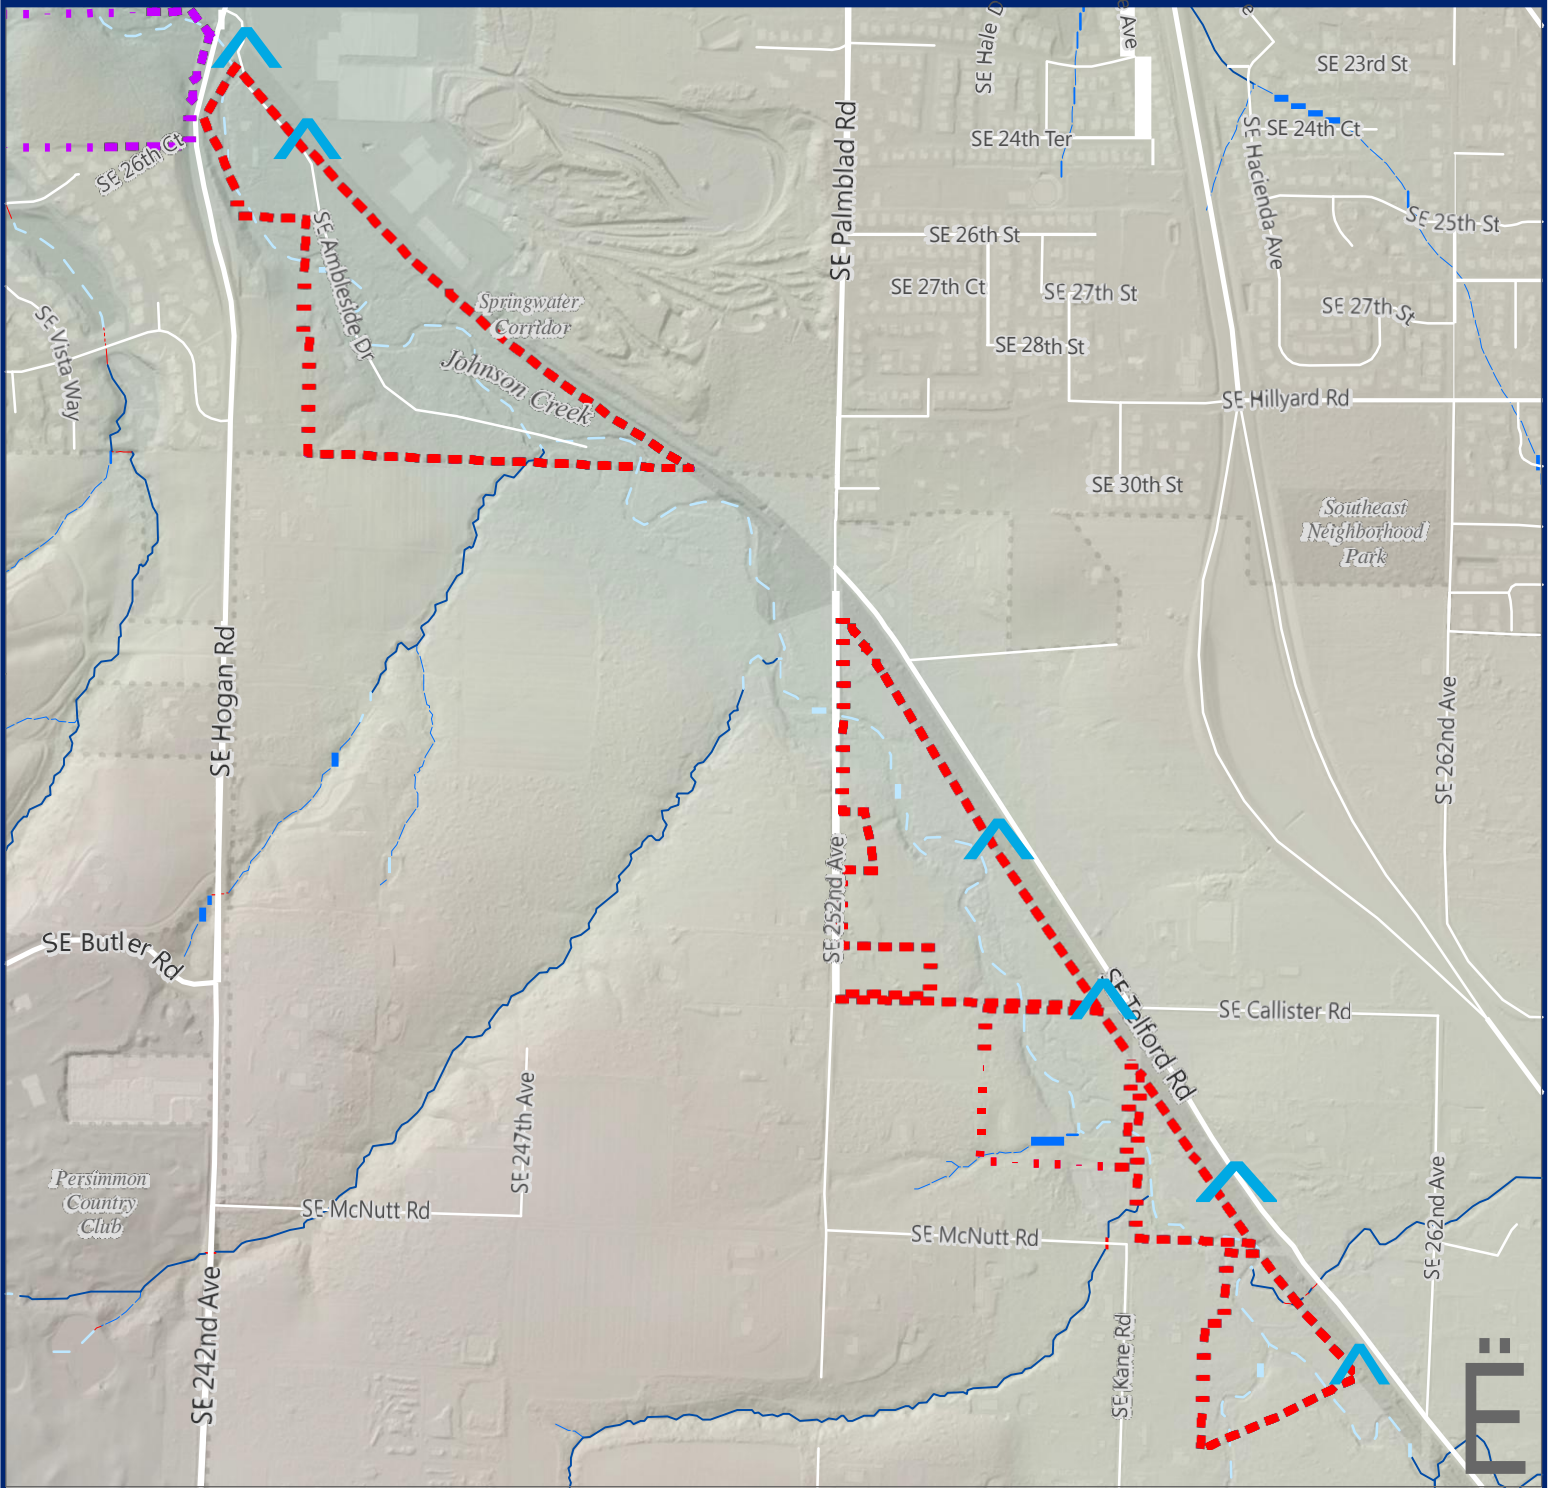 SE Hale D
e Ave
e
SE 23rd St
SE 24th Ter
SE 24th Ct
SE 26th Ct
SE Palmblad Rd
SE Hacienda Ave
SE 25th St
SE 26th St
SE Ambleside Dr
SE 27th Ct
SE 27th St
SE 27th St
Springwater
Corridor
SE Vista Way
SE 28th St
Johnson Creek
SE Hillyard Rd
SE 30th St
Southeast
Neighborhood
Park
SE Hogan Rd
SE 262nd Ave
SE 252nd Ave
SE Butler Rd
SE Telford Rd
SE Callister Rd
SE 247th Ave
Persimmon
Country
Club
SE McNutt Rd
SE McNutt Rd
SE 262nd Ave
SE 242nd Ave
SE Kane Rd
Ë